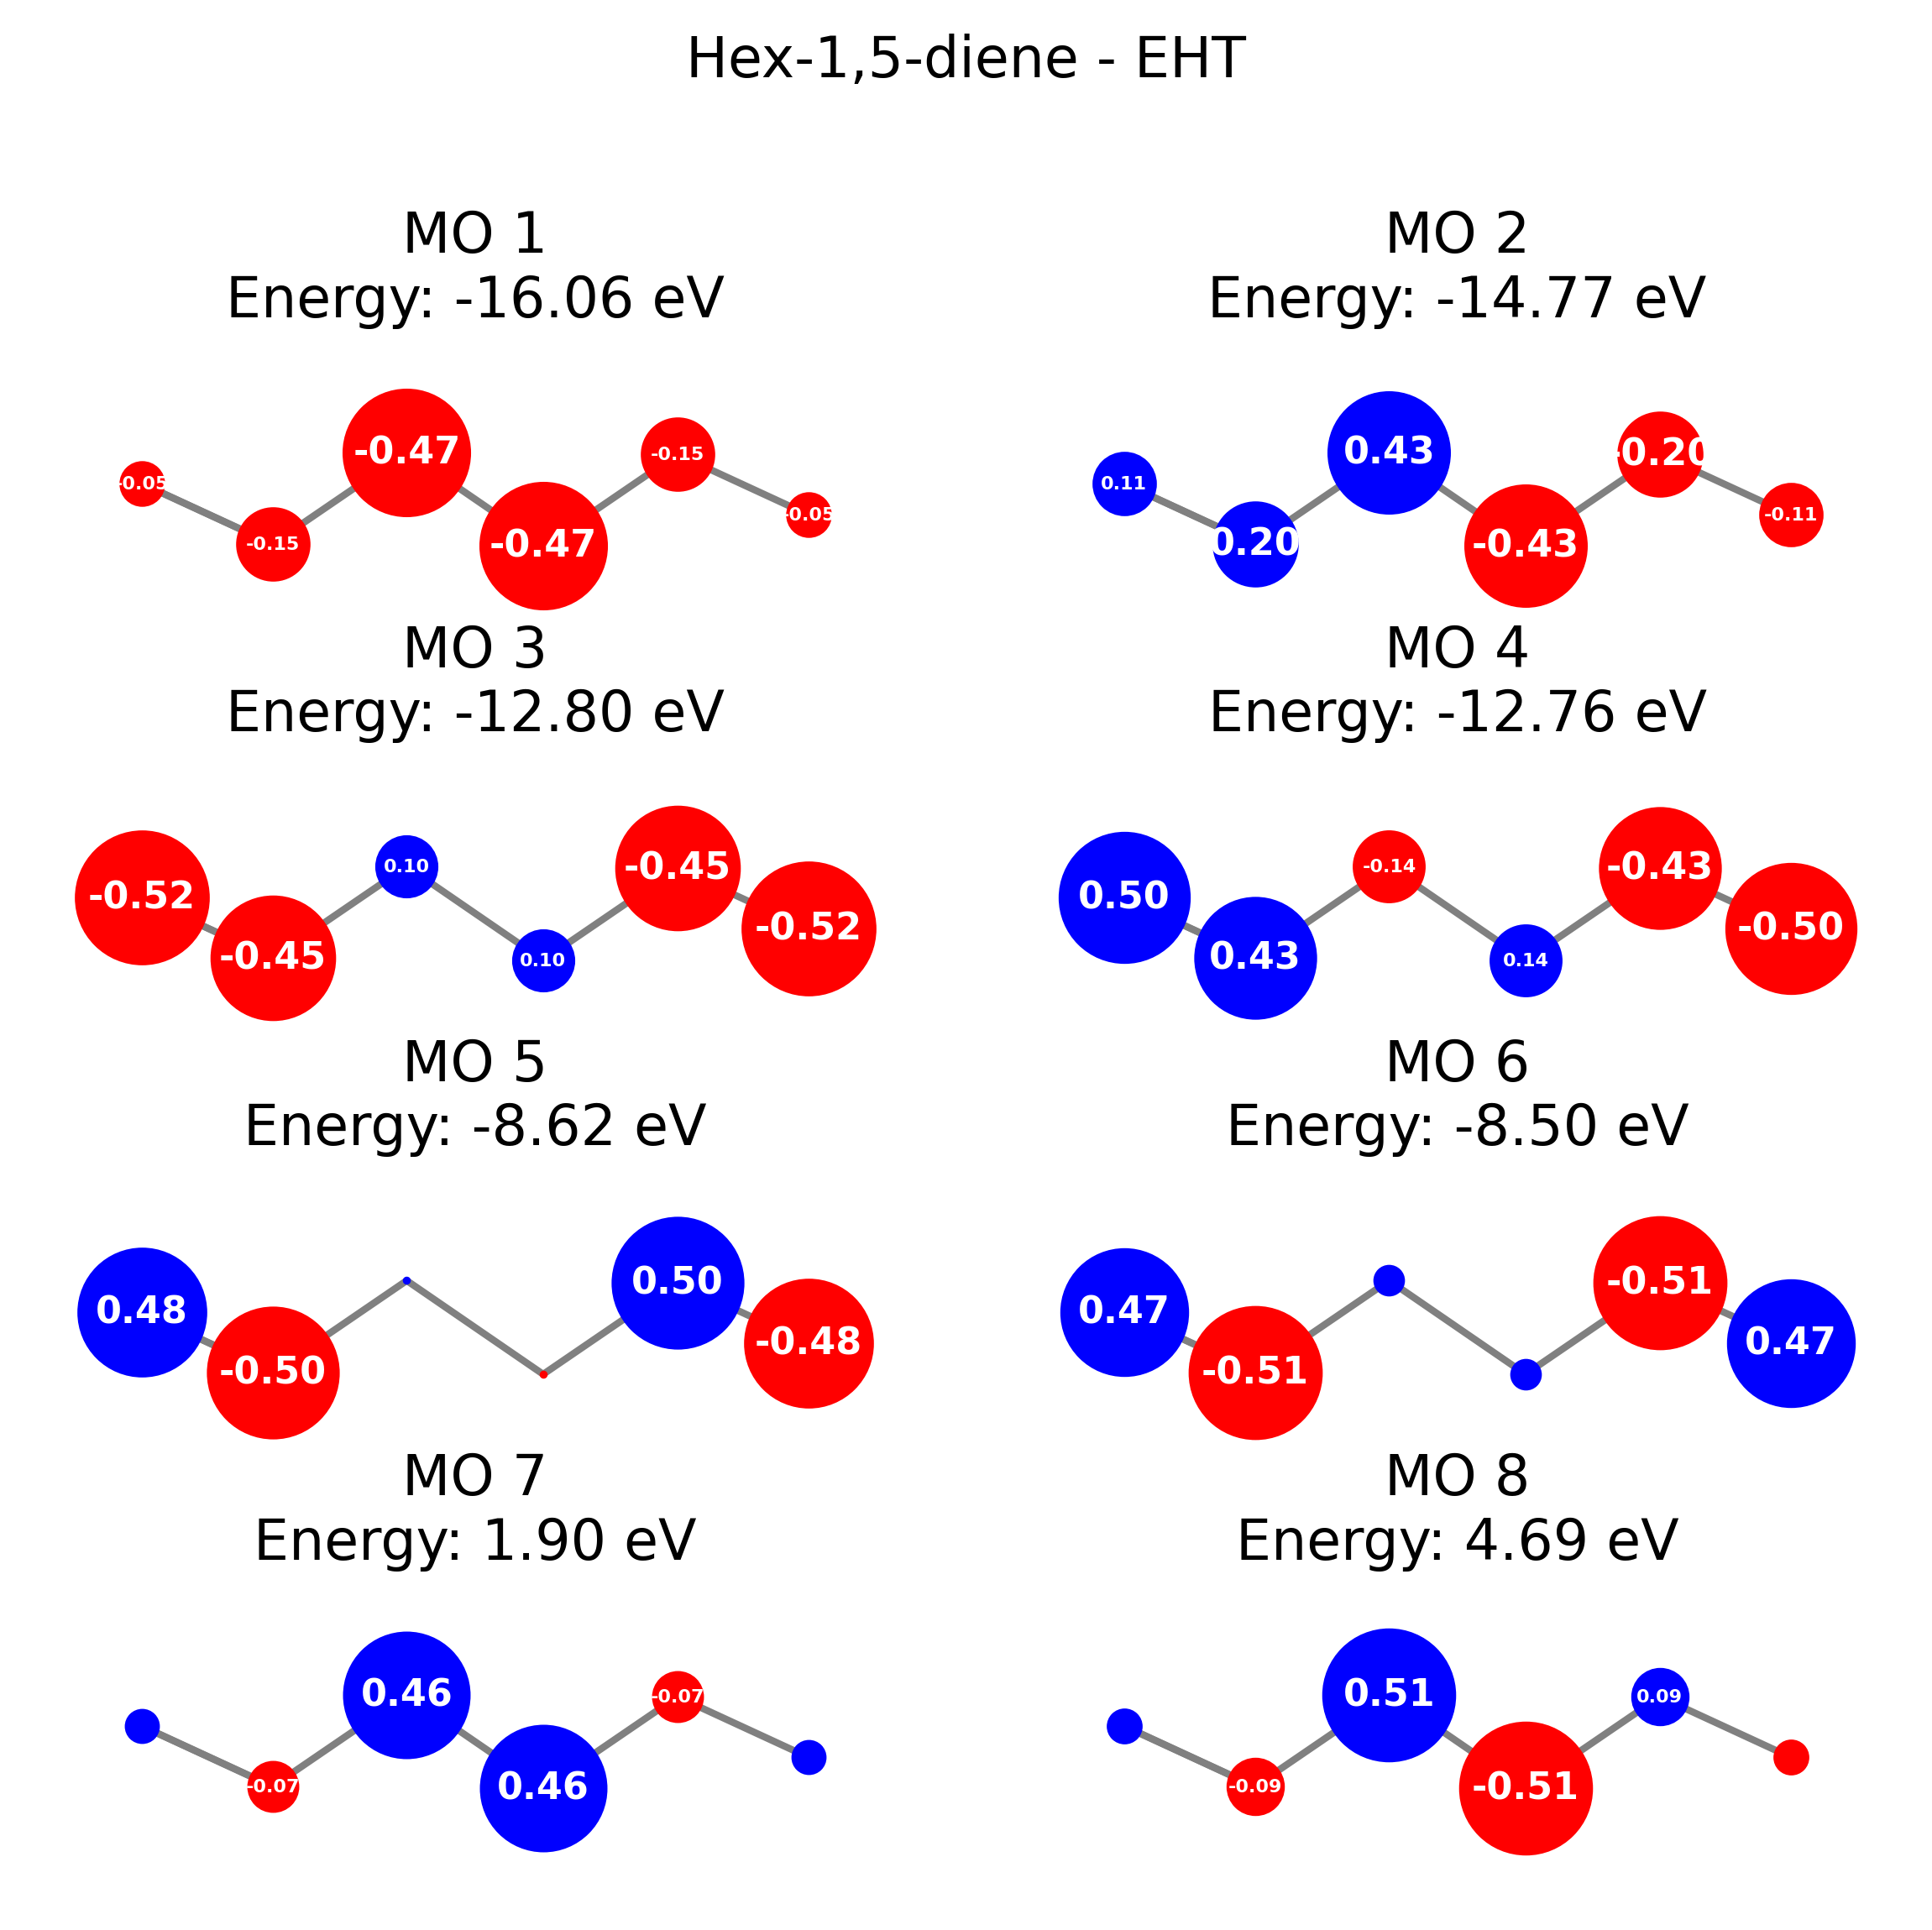 Hex-1,5-diene - EHT
MO 1
Energy: -16.06 eV
-0.05
-0.15
-0.47
-0.47
-0.15
-0.05
MO 2
Energy: -14.77 eV
0.11
0.20
0.43
-0.43
-0.20
-0.11
MO 3
Energy: -12.80 eV
-0.52
-0.45
0.10
0.10
-0.45
-0.52
MO 4
Energy: -12.76 eV
0.50
0.43
-0.14
0.14
-0.43
-0.50
MO 5
Energy: -8.62 eV
0.48
-0.50
0.50
-0.48
MO 6
Energy: -8.50 eV
0.47
-0.51
-0.51
0.47
MO 7
Energy: 1.90 eV
-0.07
0.46
0.46
-0.07
MO 8
Energy: 4.69 eV
-0.09
0.51
-0.51
0.09